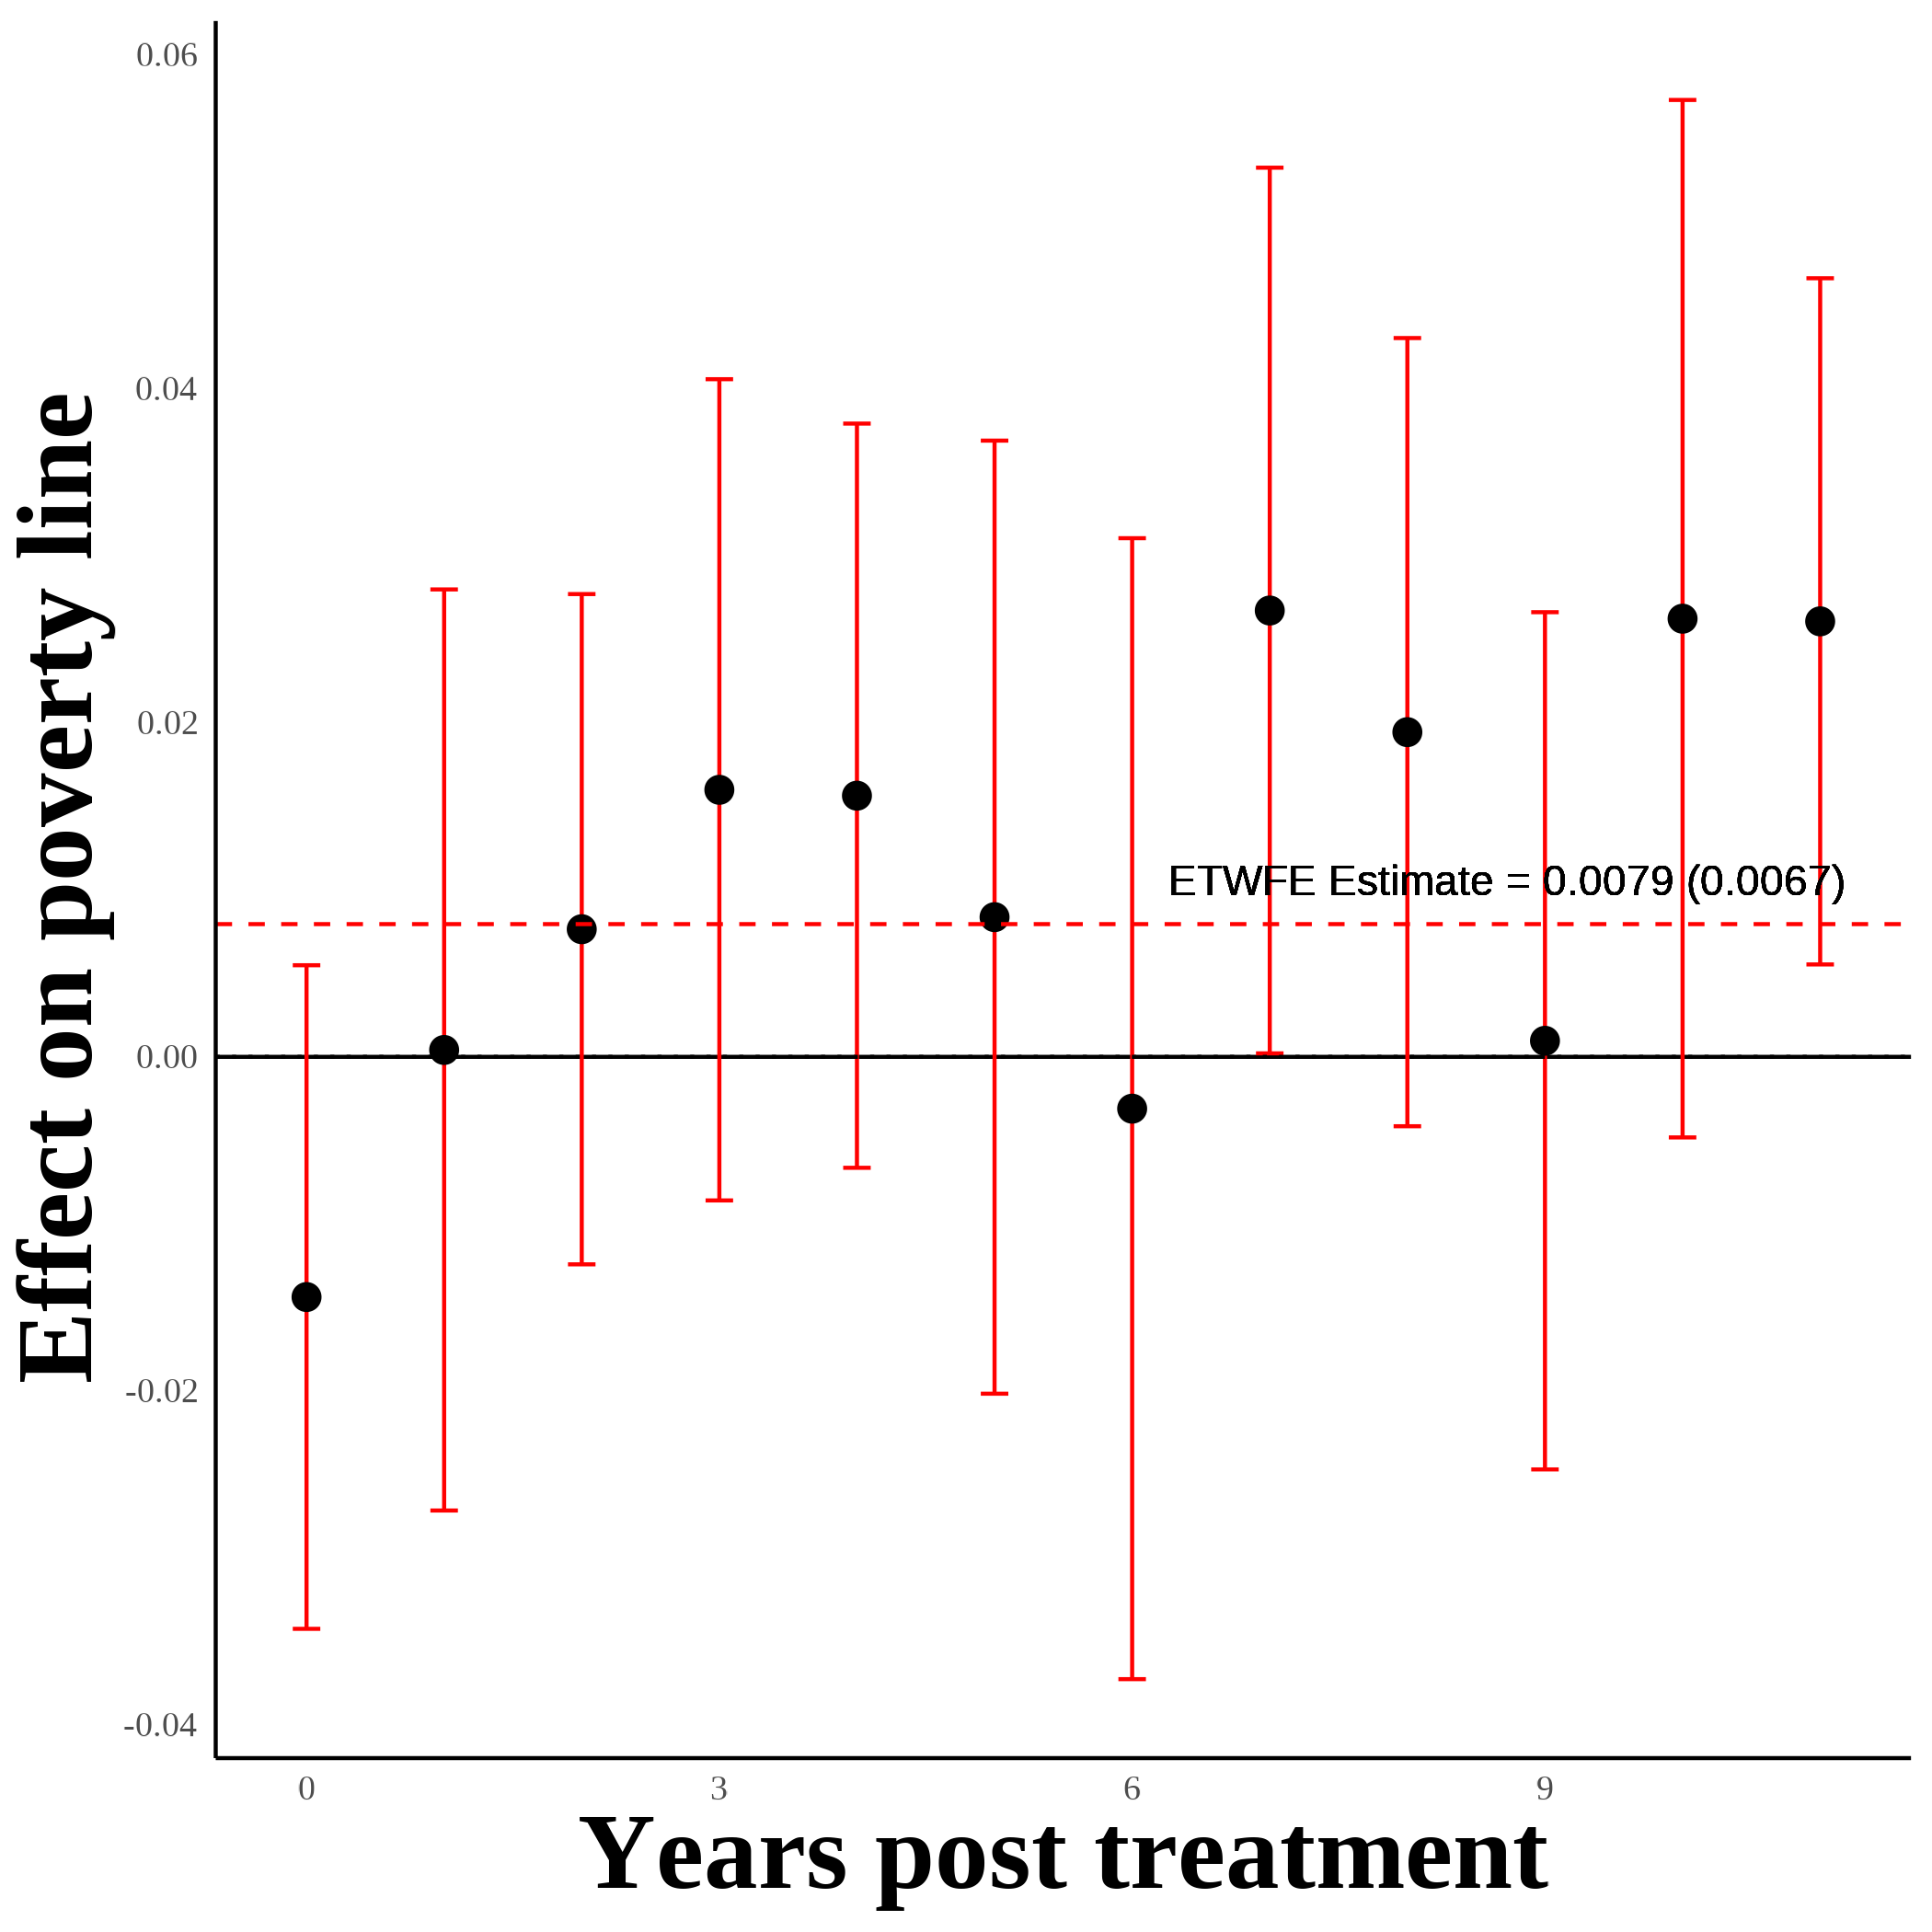 0.06
0.04
0.02
0.00
-0.02
-0.04
Effect on poverty line
ETWFE Estimate = 0.0079 (0.0067)
0 3 6 9
Years post treatment